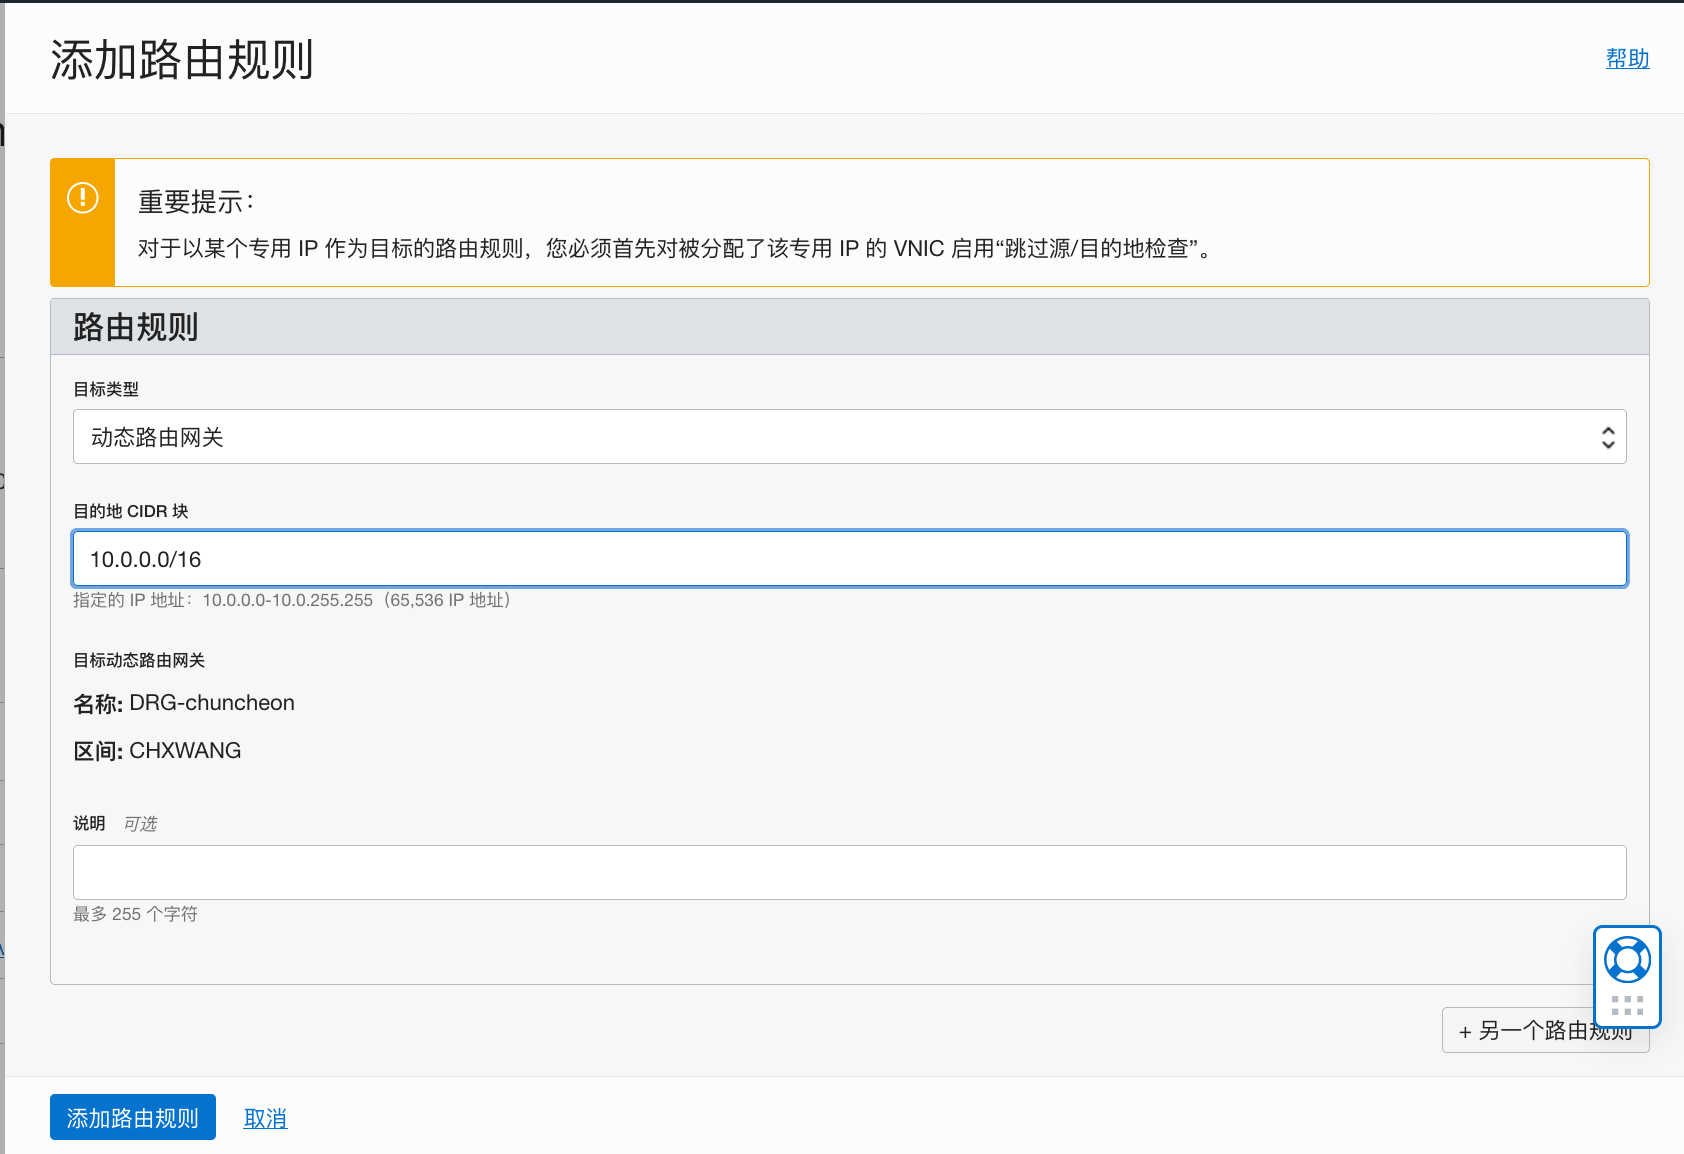 添加路由规则
帮助
重要提示：
对于以某个专用 IP 作为目标的路由规则，您必须首先对被分配了该专用 IP 的 VNIC 启用“跳过源/目的地检查”。
路由规则
目标类型
动态路由网关
目的地 CIDR 块
10.0.0.0/16
指定的 IP 地址：10.0.0.0-10.0.255.255（65,536 IP 地址）
目标动态路由网关
名称: DRG-chuncheon
区间: CHXWANG
说明 可选
最多 255 个字符
+ 另一个路由规则
添加路由规则
取消